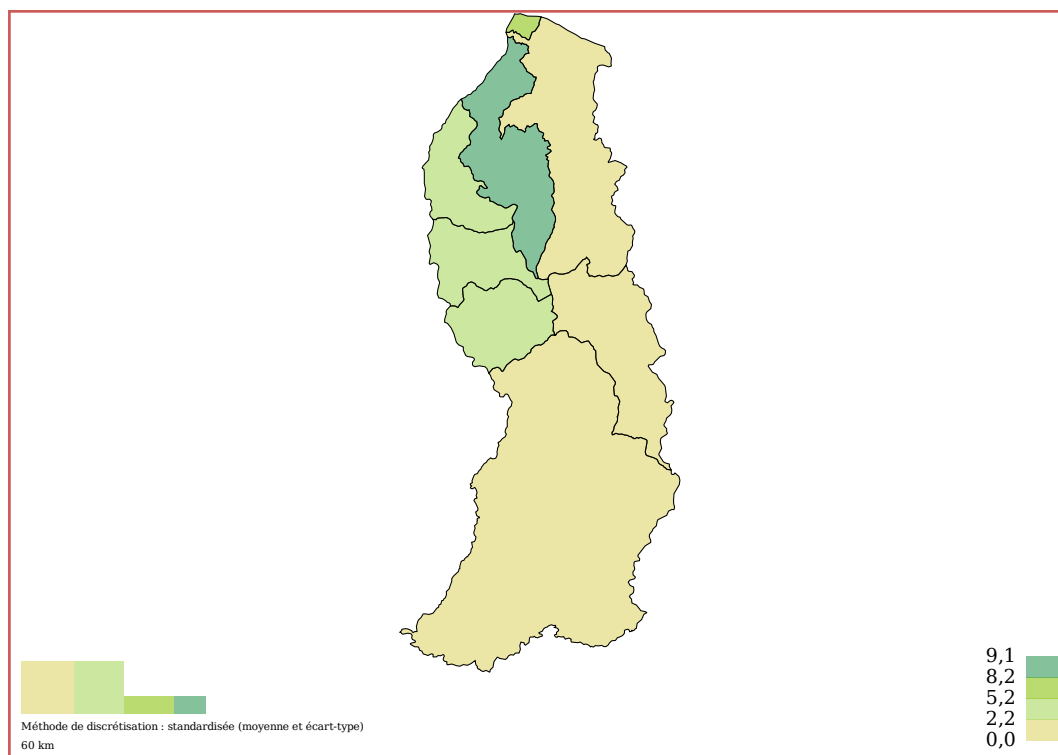 9,1
8,2
5,2
2,2
0,0
Méthode de discrétisation : standardisée (moyenne et écart-type)
60 km